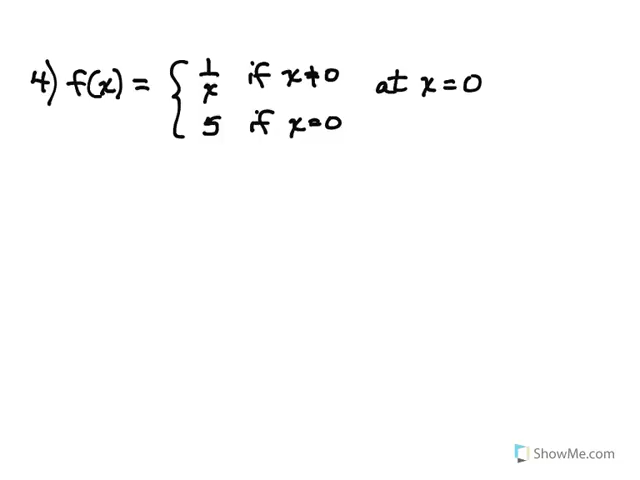 4) f(x) = { 1/x if x≠0 at x=0
5 if x=0
ShowMe.com